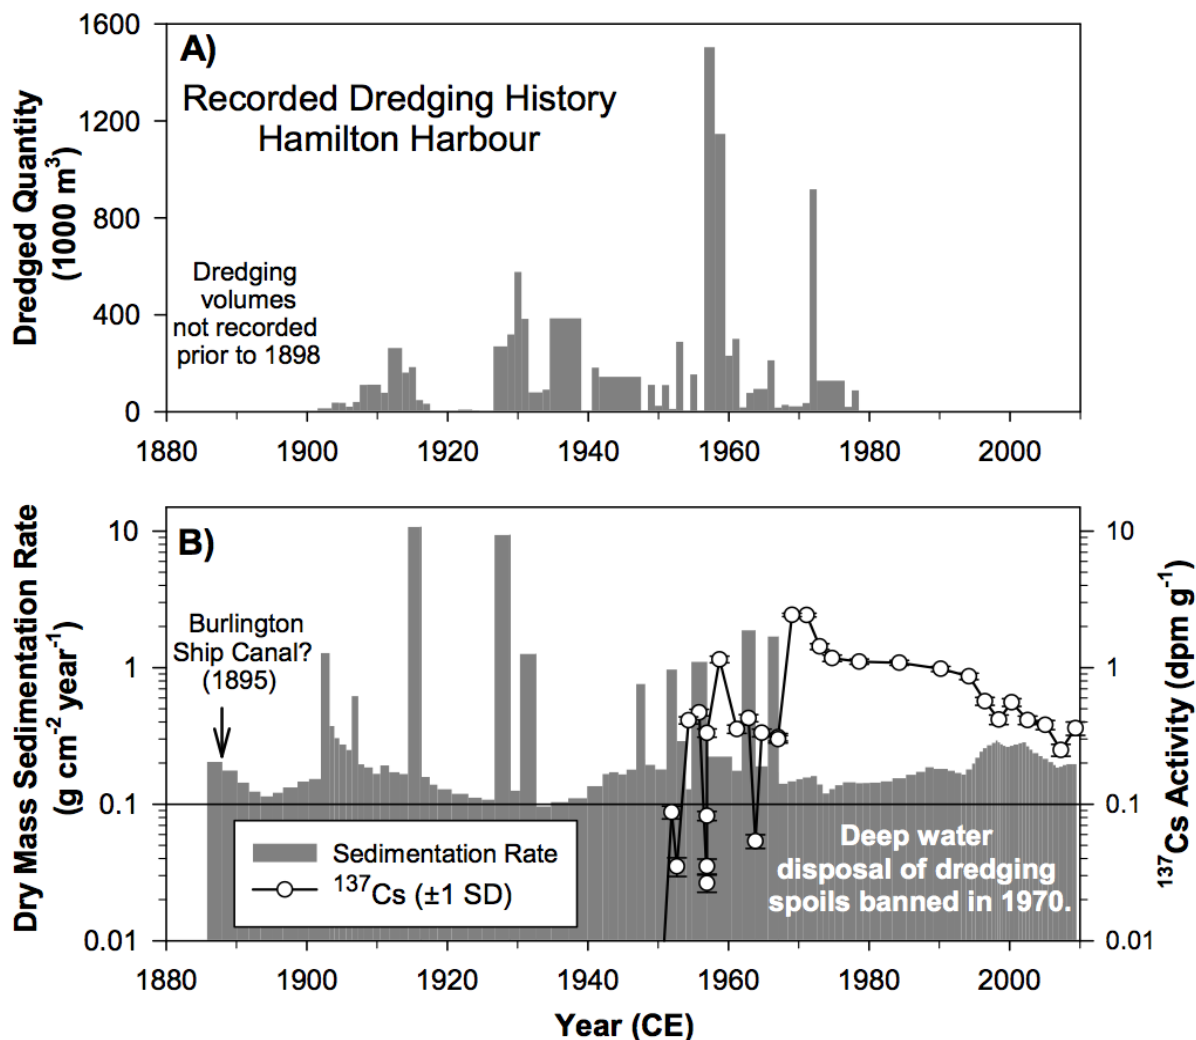 1600
A)
Recorded Dredging History
Hamilton Harbour
1200
800
400
0
Dredged Quantity
(1000 m³)
Dredging
volumes
not recorded
prior to 1898
1880 1900 1920 1940 1960 1980 2000
B)
10
1
0.1
0.01
Dry Mass Sedimentation Rate
(g cm⁻² year⁻¹)
Burlington
Ship Canal?
(1895)
Sedimentation Rate
¹³⁷Cs (±1 SD)
Deep water
disposal of dredging
spoils banned in 1970.
10
1
0.1
0.01
¹³⁷Cs Activity (dpm g⁻¹)
1880 1900 1920 1940 1960 1980 2000
Year (CE)